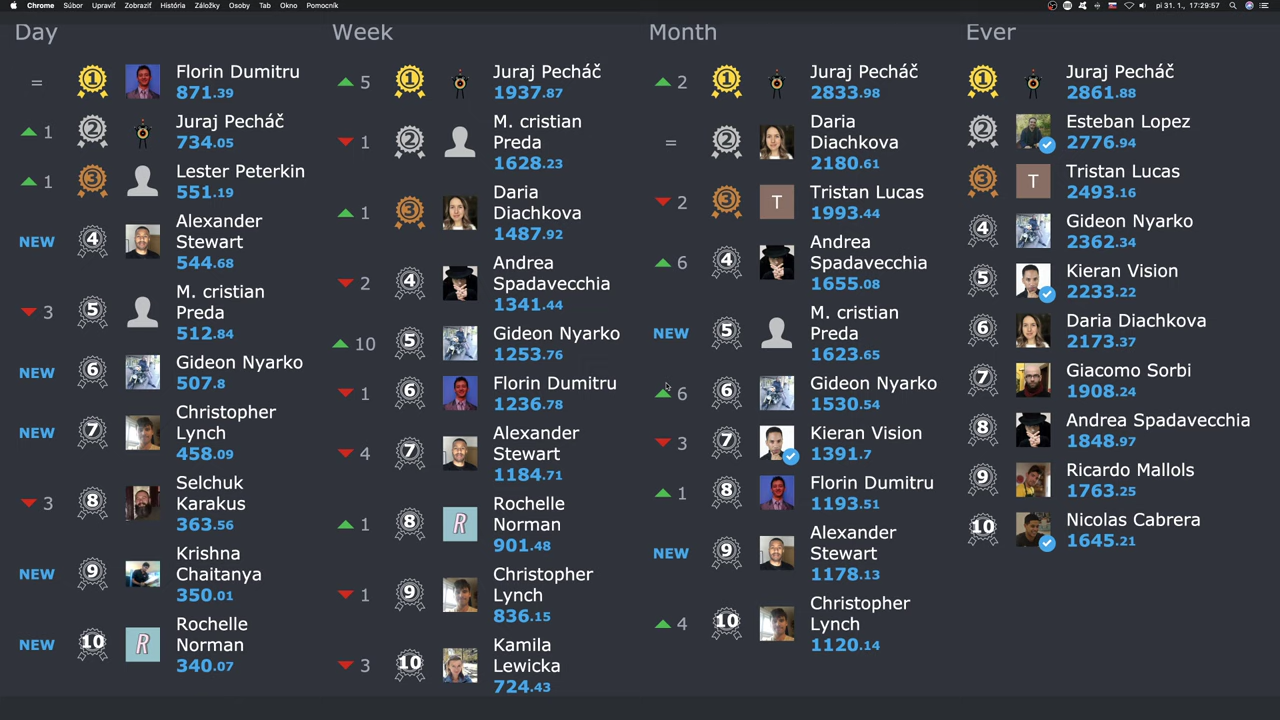 Chrome Súbor Upraviť Zobraziť História Záložky Osoby Tab Okno Pomocník pi 31. 1., 17:29:57
Day
=
1
Florin Dumitru
871.39
1
2
Juraj Pecháč
734.05
1
3
Lester Peterkin
551.19
NEW
4
Alexander
Stewart
544.68
3
5
M. cristian
Preda
512.84
NEW
6
Gideon Nyarko
507.8
NEW
7
Christopher
Lynch
458.09
3
8
Selchuk
Karakus
363.56
NEW
9
Krishna
Chaitanya
350.01
NEW
10
R
Rochelle
Norman
340.07
Week
5
1
Juraj Pecháč
1937.87
1
2
M. cristian
Preda
1628.23
1
3
Daria
Diachkova
1487.92
2
4
Andrea
Spadavecchia
1341.44
10
5
Gideon Nyarko
1253.76
1
6
Florin Dumitru
1236.78
4
7
Alexander
Stewart
1184.71
1
8
R
Rochelle
Norman
901.48
1
9
Christopher
Lynch
836.15
3
10
Kamila
Lewicka
724.43
Month
2
1
Juraj Pecháč
2833.98
=
2
Daria
Diachkova
2180.61
2
3
T
Tristan Lucas
1993.44
6
4
Andrea
Spadavecchia
1655.08
NEW
5
M. cristian
Preda
1623.65
6
6
Gideon Nyarko
1530.54
3
7
Kieran Vision
1391.7
1
8
Florin Dumitru
1193.51
NEW
9
Alexander
Stewart
1178.13
4
10
Christopher
Lynch
1120.14
Ever
1
Juraj Pecháč
2861.88
2
Esteban Lopez
2776.94
3
T
Tristan Lucas
2493.16
4
Gideon Nyarko
2362.34
5
Kieran Vision
2233.22
6
Daria Diachkova
2173.37
7
Giacomo Sorbi
1908.24
8
Andrea Spadavecchia
1848.97
9
Ricardo Mallols
1763.25
10
Nicolas Cabrera
1645.21